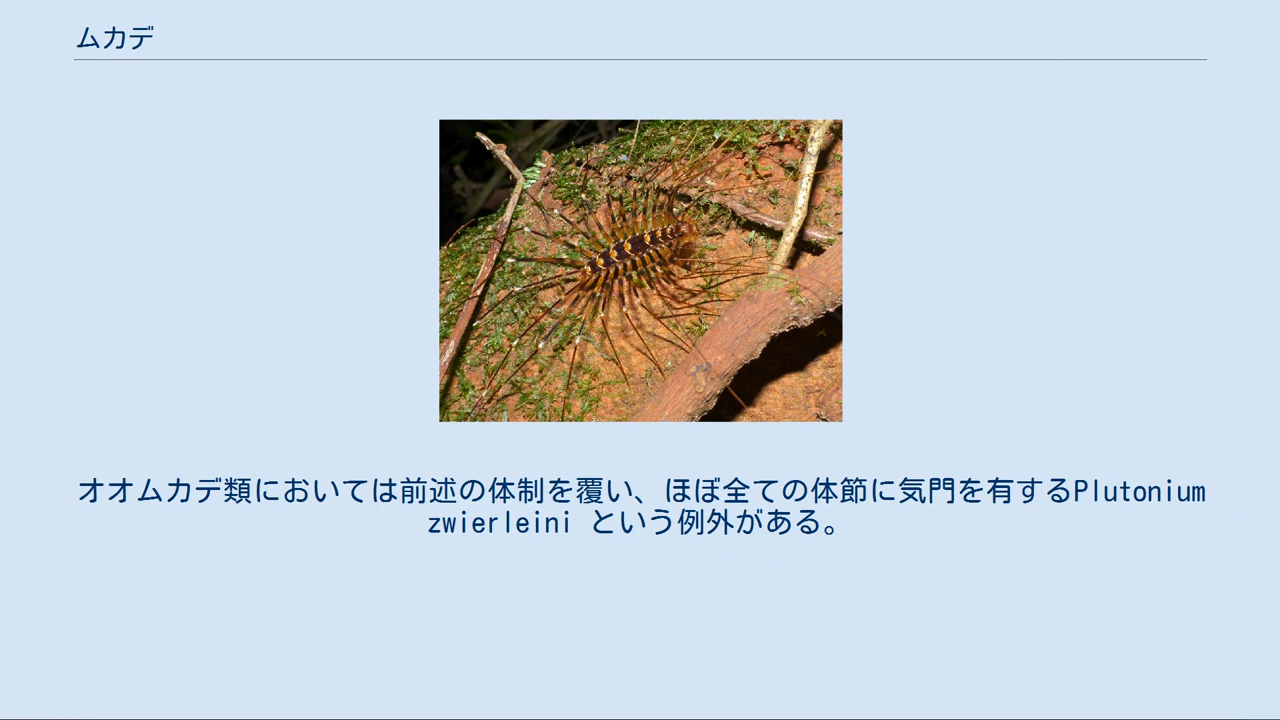 ムカデ
オオムカデ類においては前述の体制を覆い、ほぼ全ての体節に気門を有するPlutonium
zwierleini という例外がある。